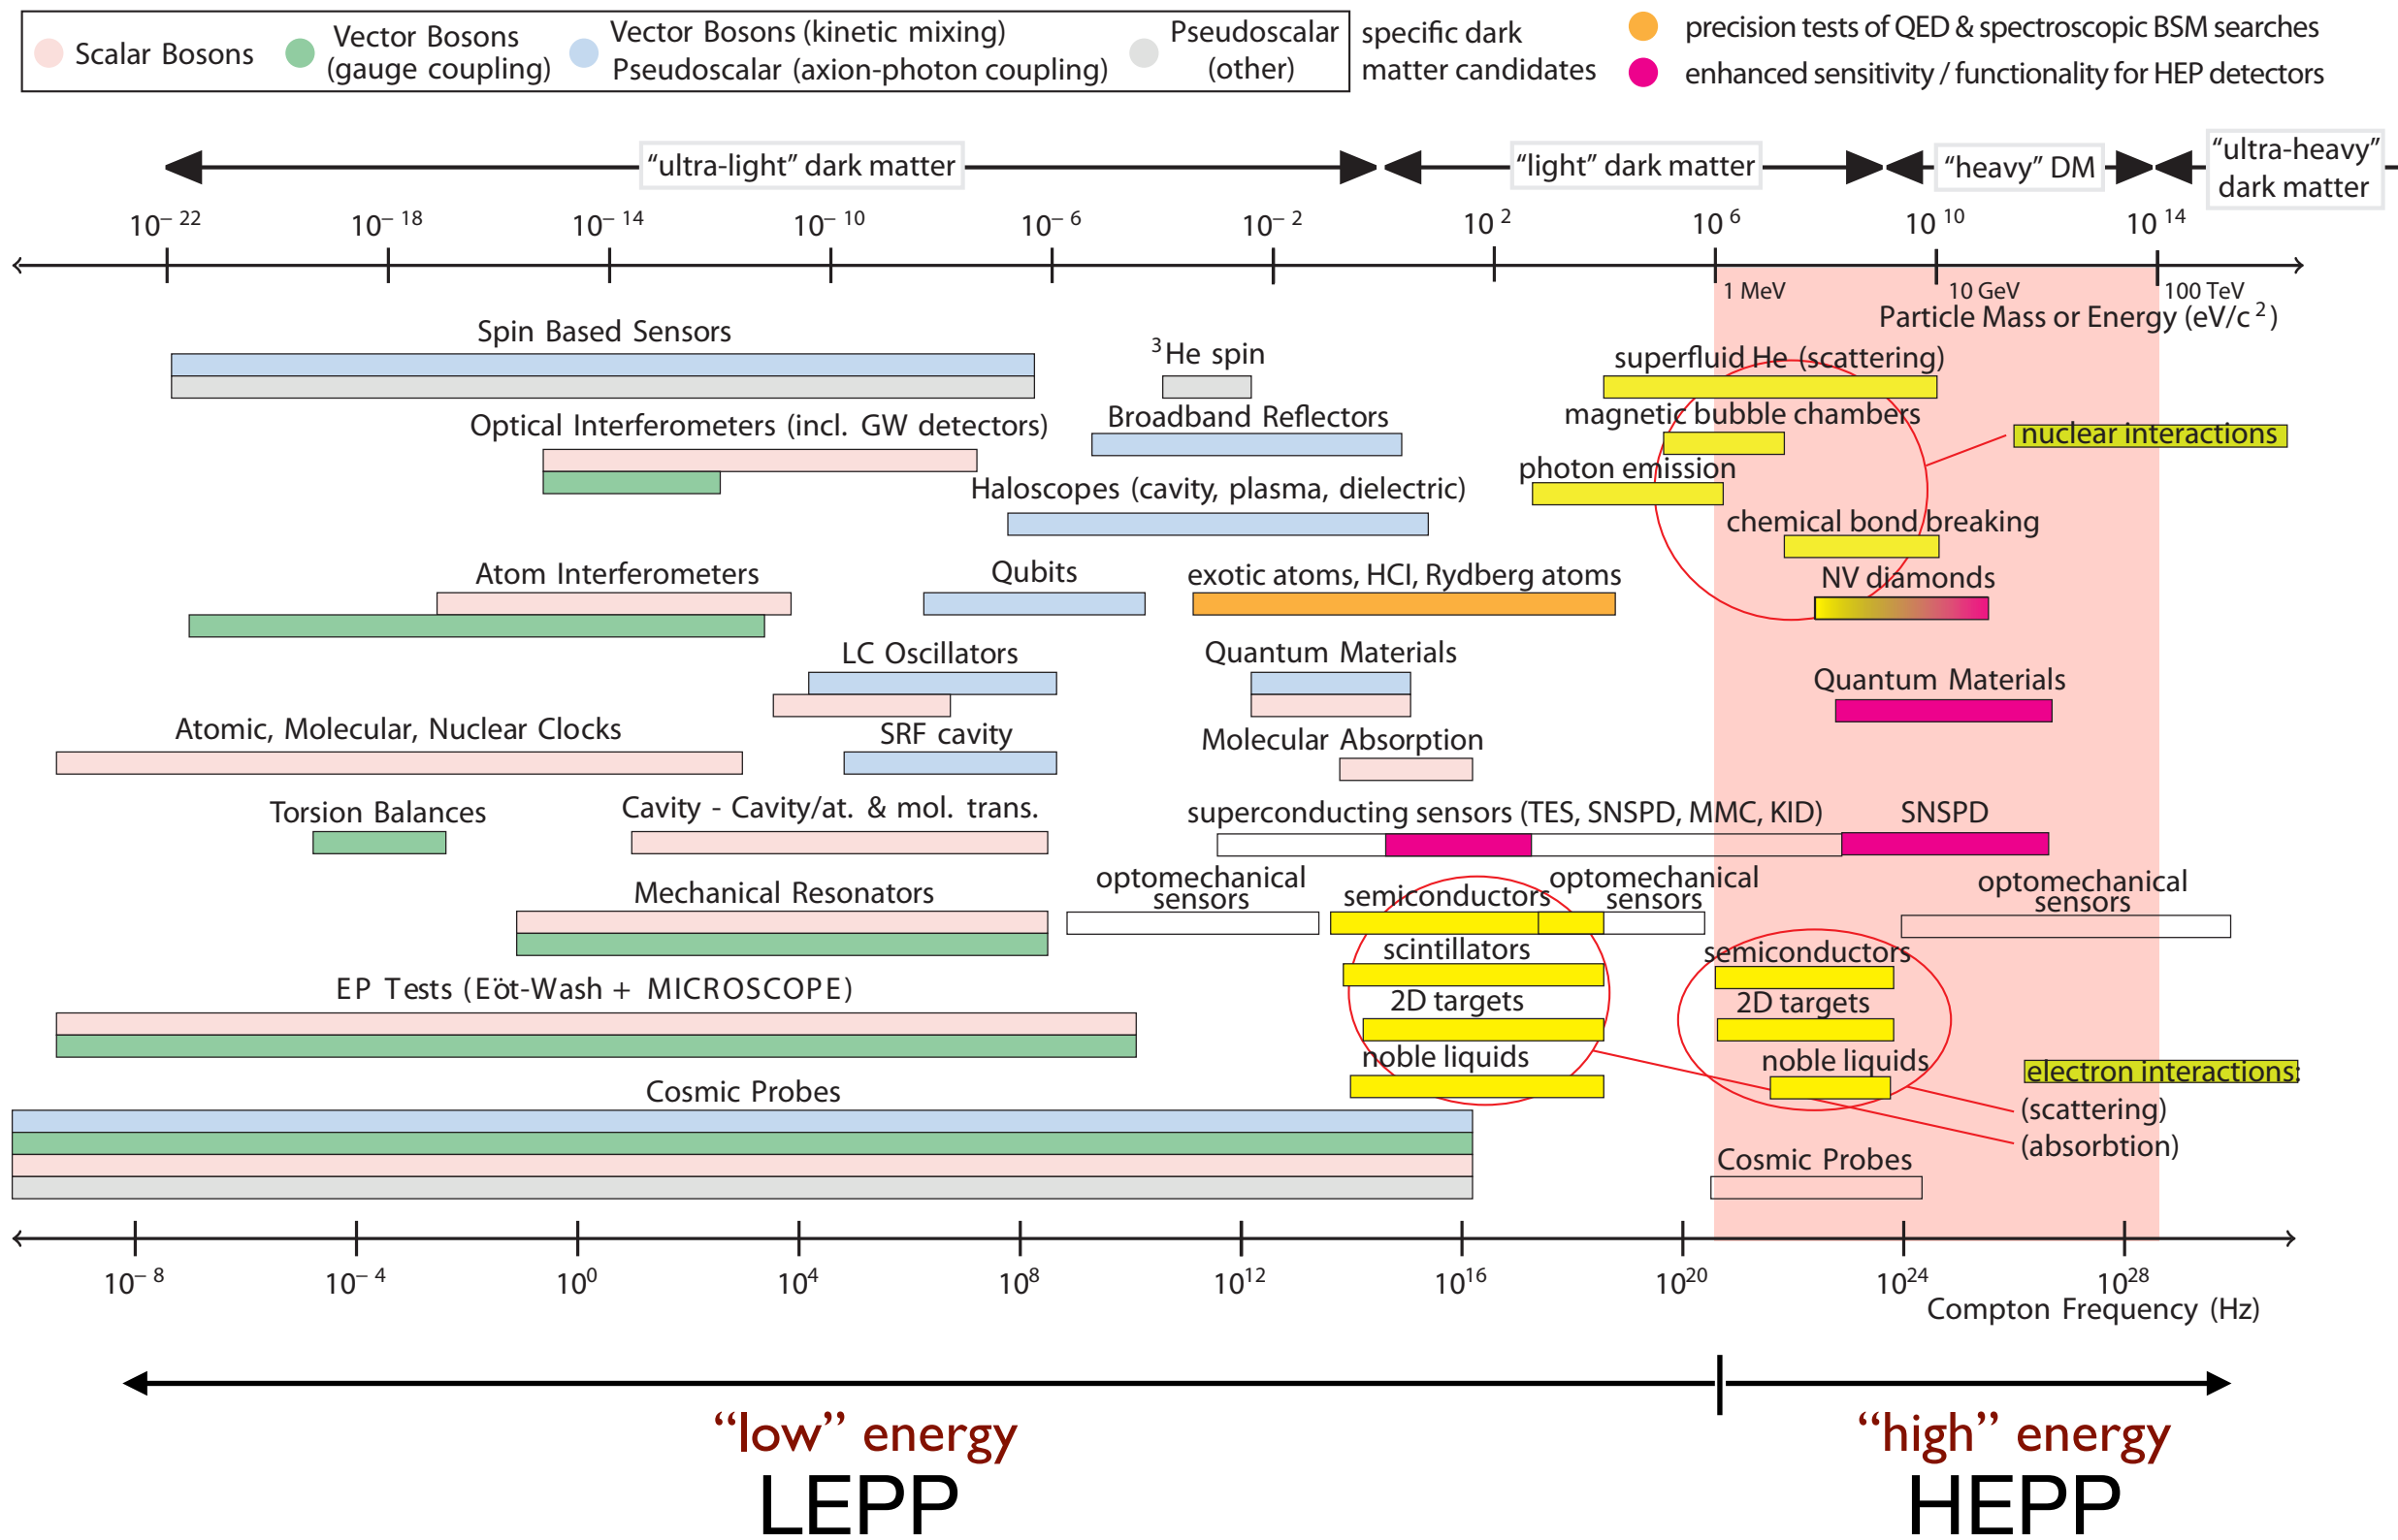 Scalar Bosons
Vector Bosons
(gauge coupling)
Vector Bosons (kinetic mixing)
Pseudoscalar (axion-photon coupling)
Pseudoscalar
(other)
specific dark
matter candidates
precision tests of QED & spectroscopic BSM searches
enhanced sensitivity / functionality for HEP detectors
“ultra-light” dark matter
“light” dark matter
“heavy” DM
“ultra-heavy”
dark matter
10⁻²² 10⁻¹⁸ 10⁻¹⁴ 10⁻¹⁰ 10⁻⁶ 10⁻² 10² 10⁶ 10¹⁰ 10¹⁴
1 MeV 10 GeV 100 TeV
Particle Mass or Energy (eV/c²)
Spin Based Sensors
³He spin
superfluid He (scattering)
Optical Interferometers (incl. GW detectors)
Broadband Reflectors
magnetic bubble chambers
nuclear interactions
photon emission
Haloscopes (cavity, plasma, dielectric)
chemical bond breaking
Atom Interferometers
Qubits
exotic atoms, HCI, Rydberg atoms
NV diamonds
LC Oscillators
Quantum Materials
Quantum Materials
Atomic, Molecular, Nuclear Clocks
SRF cavity
Molecular Absorption
Torsion Balances
Cavity - Cavity/at. & mol. trans.
superconducting sensors (TES, SNSPD, MMC, KID)
SNSPD
Mechanical Resonators
optomechanical
sensors
semiconductors
optomechanical
sensors
optomechanical
sensors
scintillators
semiconductors
EP Tests (Eöt-Wash + MICROSCOPE)
2D targets
2D targets
noble liquids
noble liquids
electron interactions:
(scattering)
(absorbtion)
Cosmic Probes
Cosmic Probes
10⁻⁸ 10⁻⁴ 10⁰ 10⁴ 10⁸ 10¹² 10¹⁶ 10²⁰ 10²⁴ 10²⁸
Compton Frequency (Hz)
“low” energy
LEPP
“high” energy
HEPP